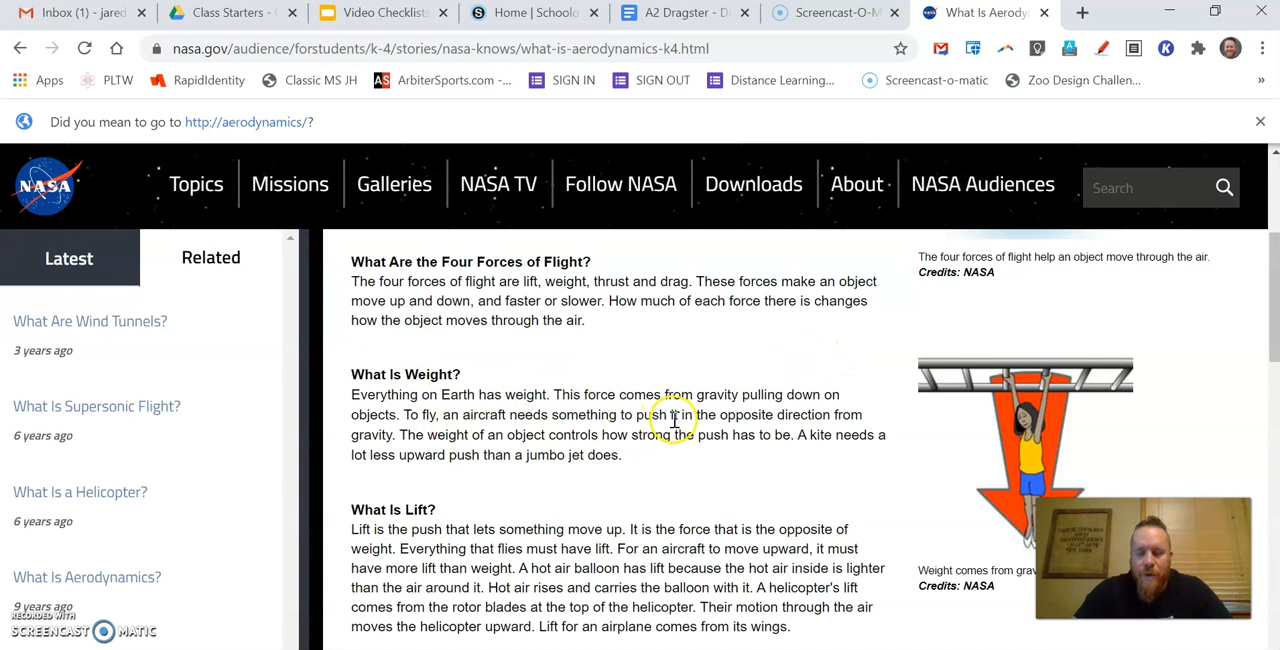 Inbox (1) - jared
Class Starters -
Video Checklists
Home | Schoolo
A2 Dragster - D
Screencast-O-M
What Is Aerody
nasa.gov/audience/forstudents/k-4/stories/nasa-knows/what-is-aerodynamics-k4.html
Apps
PLTW
RapidIdentity
Classic MS JH
AS ArbiterSports.com -...
SIGN IN
SIGN OUT
Distance Learning...
Screencast-o-matic
Zoo Design Challen...
»
Did you mean to go to http://aerodynamics/?
NASA
Topics
Missions
Galleries
NASA TV
Follow NASA
Downloads
About
NASA Audiences
Search
Latest
Related
What Are Wind Tunnels?
3 years ago
What Is Supersonic Flight?
6 years ago
What Is a Helicopter?
6 years ago
What Is Aerodynamics?
9 years ago
RECORDED WITH
SCREENCAST MATIC
What Are the Four Forces of Flight?
The four forces of flight are lift, weight, thrust and drag. These forces make an object
move up and down, and faster or slower. How much of each force there is changes
how the object moves through the air.
What Is Weight?
Everything on Earth has weight. This force comes from gravity pulling down on
objects. To fly, an aircraft needs something to push it in the opposite direction from
gravity. The weight of an object controls how strong the push has to be. A kite needs a
lot less upward push than a jumbo jet does.
What Is Lift?
Lift is the push that lets something move up. It is the force that is the opposite of
weight. Everything that flies must have lift. For an aircraft to move upward, it must
have more lift than weight. A hot air balloon has lift because the hot air inside is lighter
than the air around it. Hot air rises and carries the balloon with it. A helicopter's lift
comes from the rotor blades at the top of the helicopter. Their motion through the air
moves the helicopter upward. Lift for an airplane comes from its wings.
The four forces of flight help an object move through the air.
Credits: NASA
Weight comes from grav
Credits: NASA